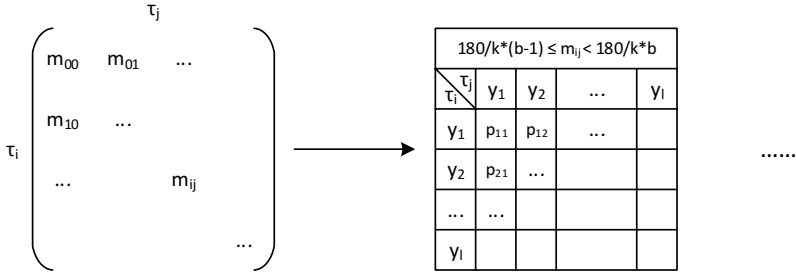 τⱼ
m₀₀ m₀₁ ...
m₁₀ ...
τᵢ
... mᵢⱼ
...
180/k*(b-1) ≤ mᵢⱼ < 180/k*b
τⱼ
τᵢ y₁ y₂ ... yₗ
y₁ p₁₁ p₁₂ ...
y₂ p₂₁ ...
... ...
yₗ
......